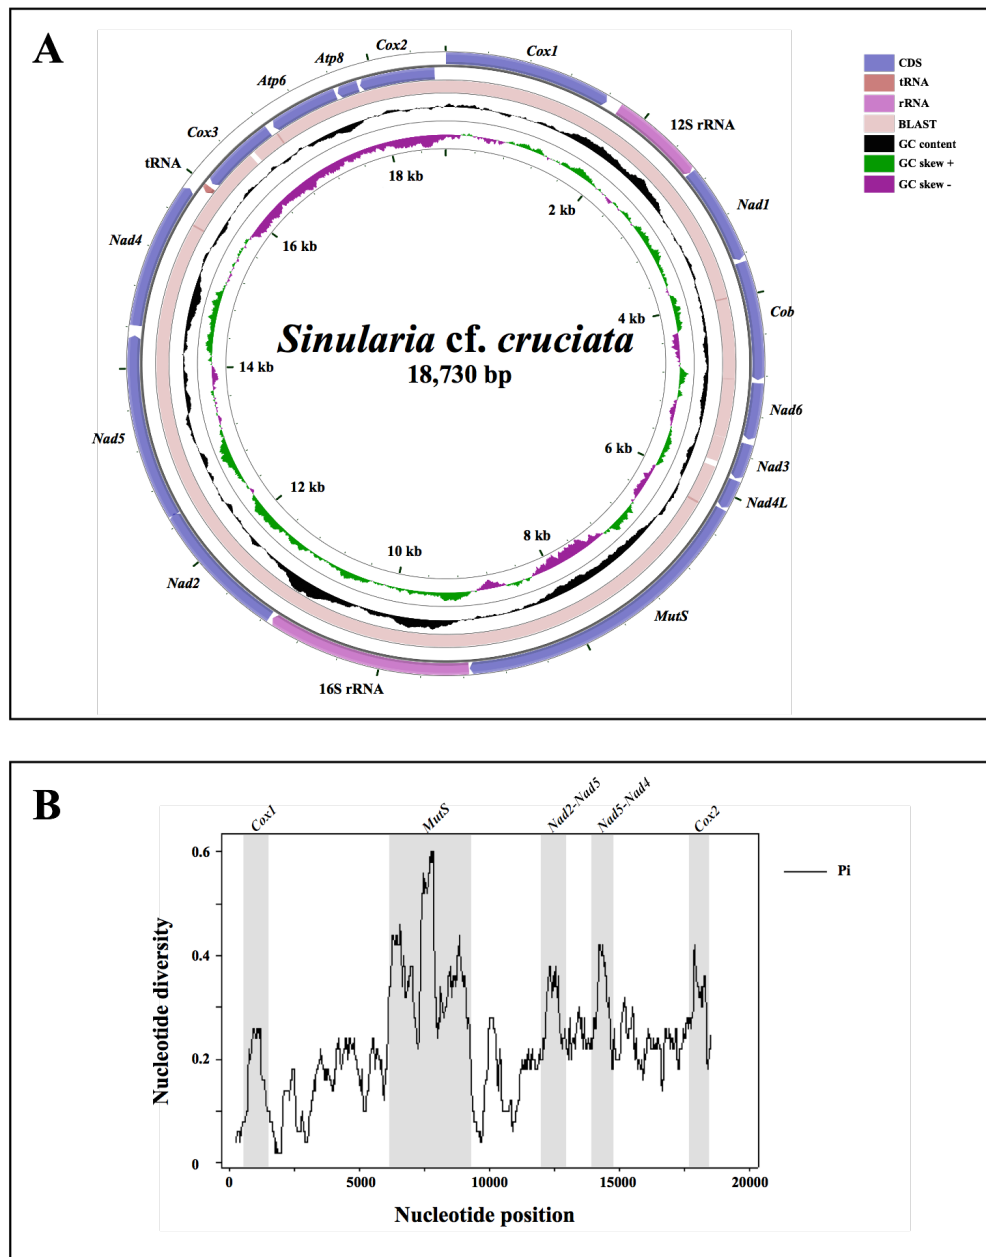 A
Cox2
Cox1
Atp8
Atp6
Cox3
tRNA
12S rRNA
Nad1
Nad4
Cob
Nad5
Nad6
Nad3
Nad4L
Nad2
MutS
16S rRNA
18 kb
2 kb
16 kb
4 kb
14 kb
6 kb
12 kb
8 kb
10 kb
Sinularia cf. cruciata
18,730 bp
CDS
tRNA
rRNA
BLAST
GC content
GC skew +
GC skew -
B
Cox1
MutS
Nad2-Nad5
Nad5-Nad4
Cox2
Pi
Nucleotide diversity
0.6
0.4
0.2
0
0
5000
10000
15000
20000
Nucleotide position